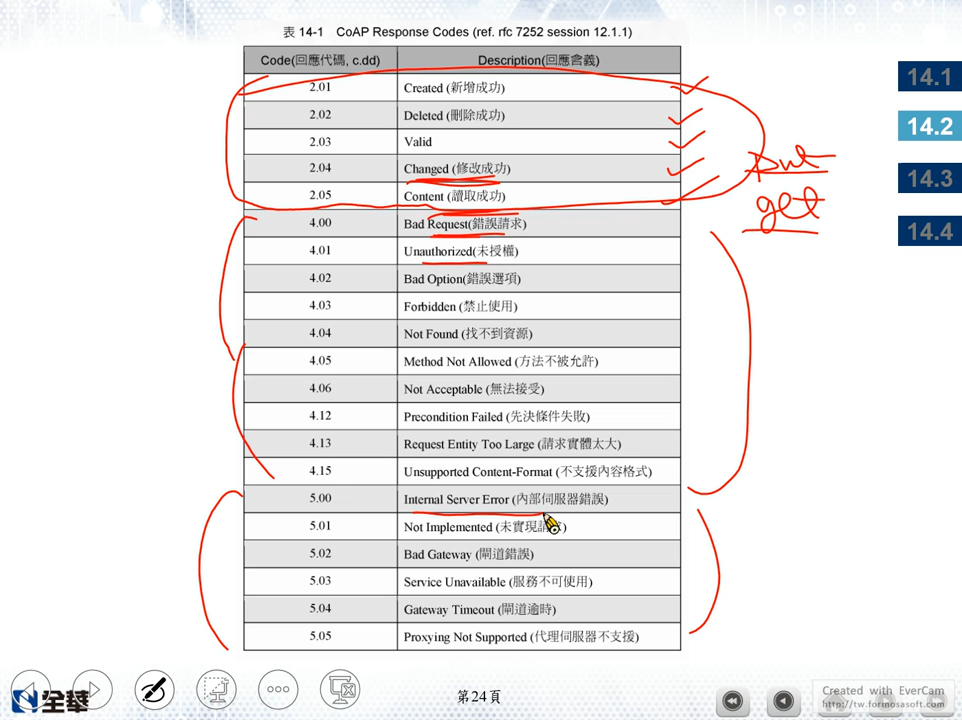 表 14-1 CoAP Response Codes (ref. rfc 7252 session 12.1.1)
Code(回應代碼, c.dd) Description(回應含義)
2.01 Created (新增成功)
2.02 Deleted (刪除成功)
2.03 Valid
2.04 Changed (修改成功)
2.05 Content (讀取成功)
4.00 Bad Request(錯誤請求)
4.01 Unauthorized(未授權)
4.02 Bad Option(錯誤選項)
4.03 Forbidden (禁止使用)
4.04 Not Found (找不到資源)
4.05 Method Not Allowed (方法不被允許)
4.06 Not Acceptable (無法接受)
4.12 Precondition Failed (先決條件失敗)
4.13 Request Entity Too Large (請求實體太大)
4.15 Unsupported Content-Format (不支援內容格式)
5.00 Internal Server Error (內部伺服器錯誤)
5.01 Not Implemented (未實現請)
5.02 Bad Gateway (閘道錯誤)
5.03 Service Unavailable (服務不可使用)
5.04 Gateway Timeout (閘道逾時)
5.05 Proxying Not Supported (代理伺服器不支援)
put
get
14.1
14.2
14.3
14.4
全華
第24頁
Created with EverCam
http://tw.formosasoft.com